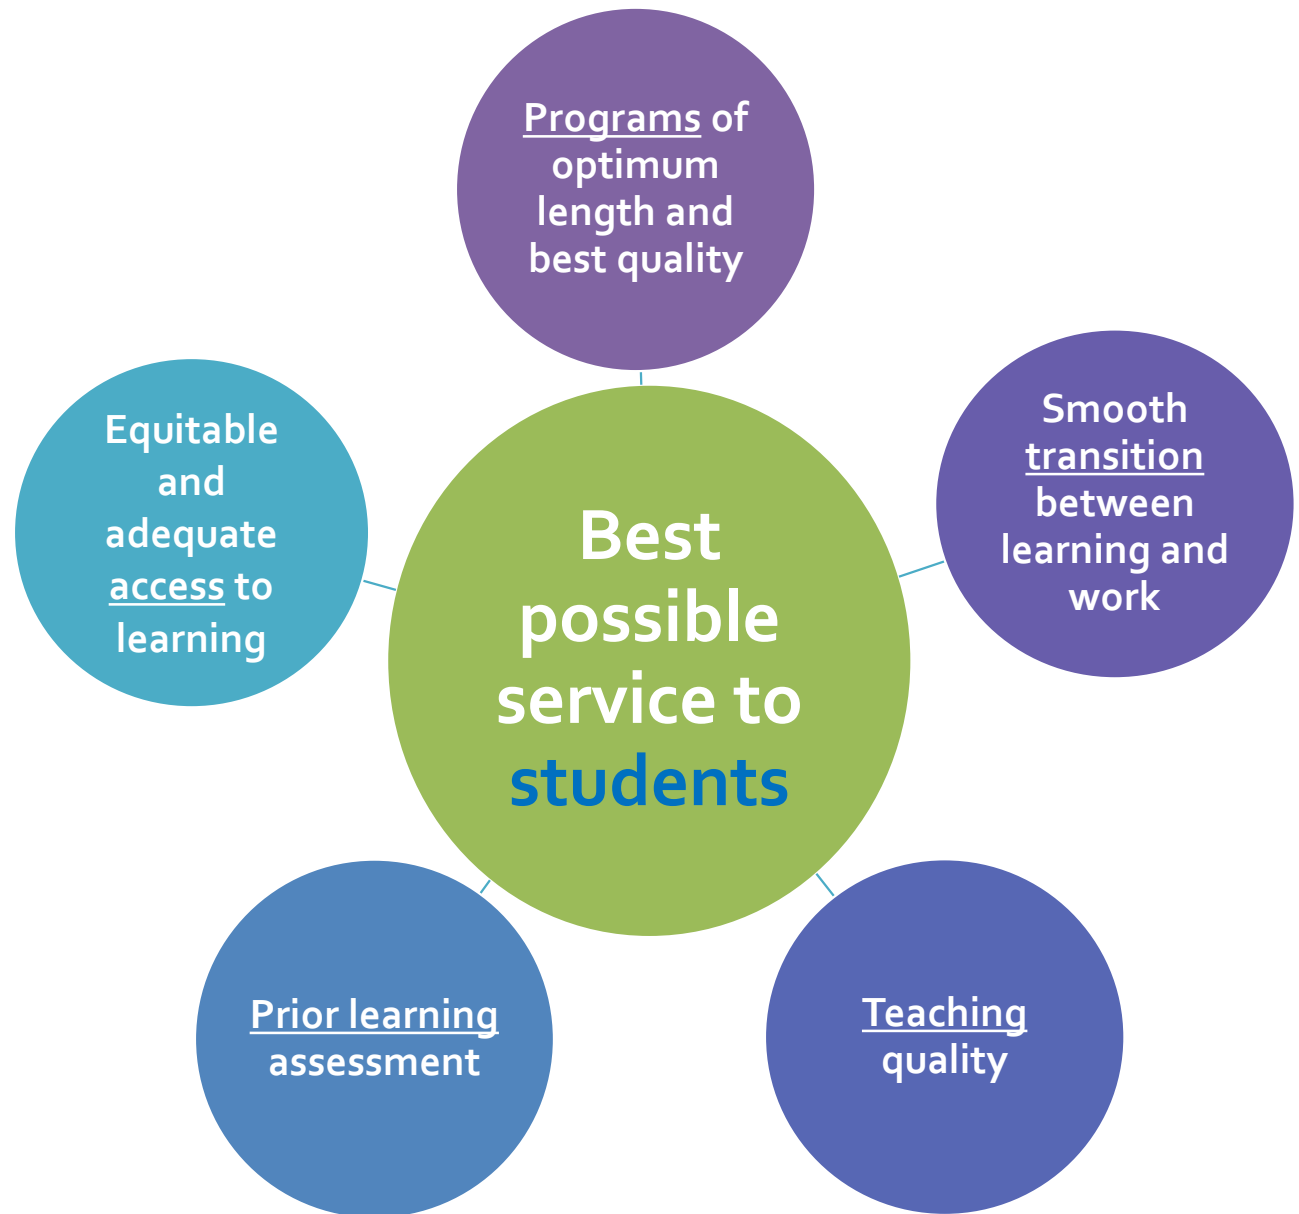 Programs of
optimum
length and
best quality
Smooth
transition
between
learning and
work
Teaching
quality
Prior learning
assessment
Equitable
and
adequate
access to
learning
Best
possible
service to
students